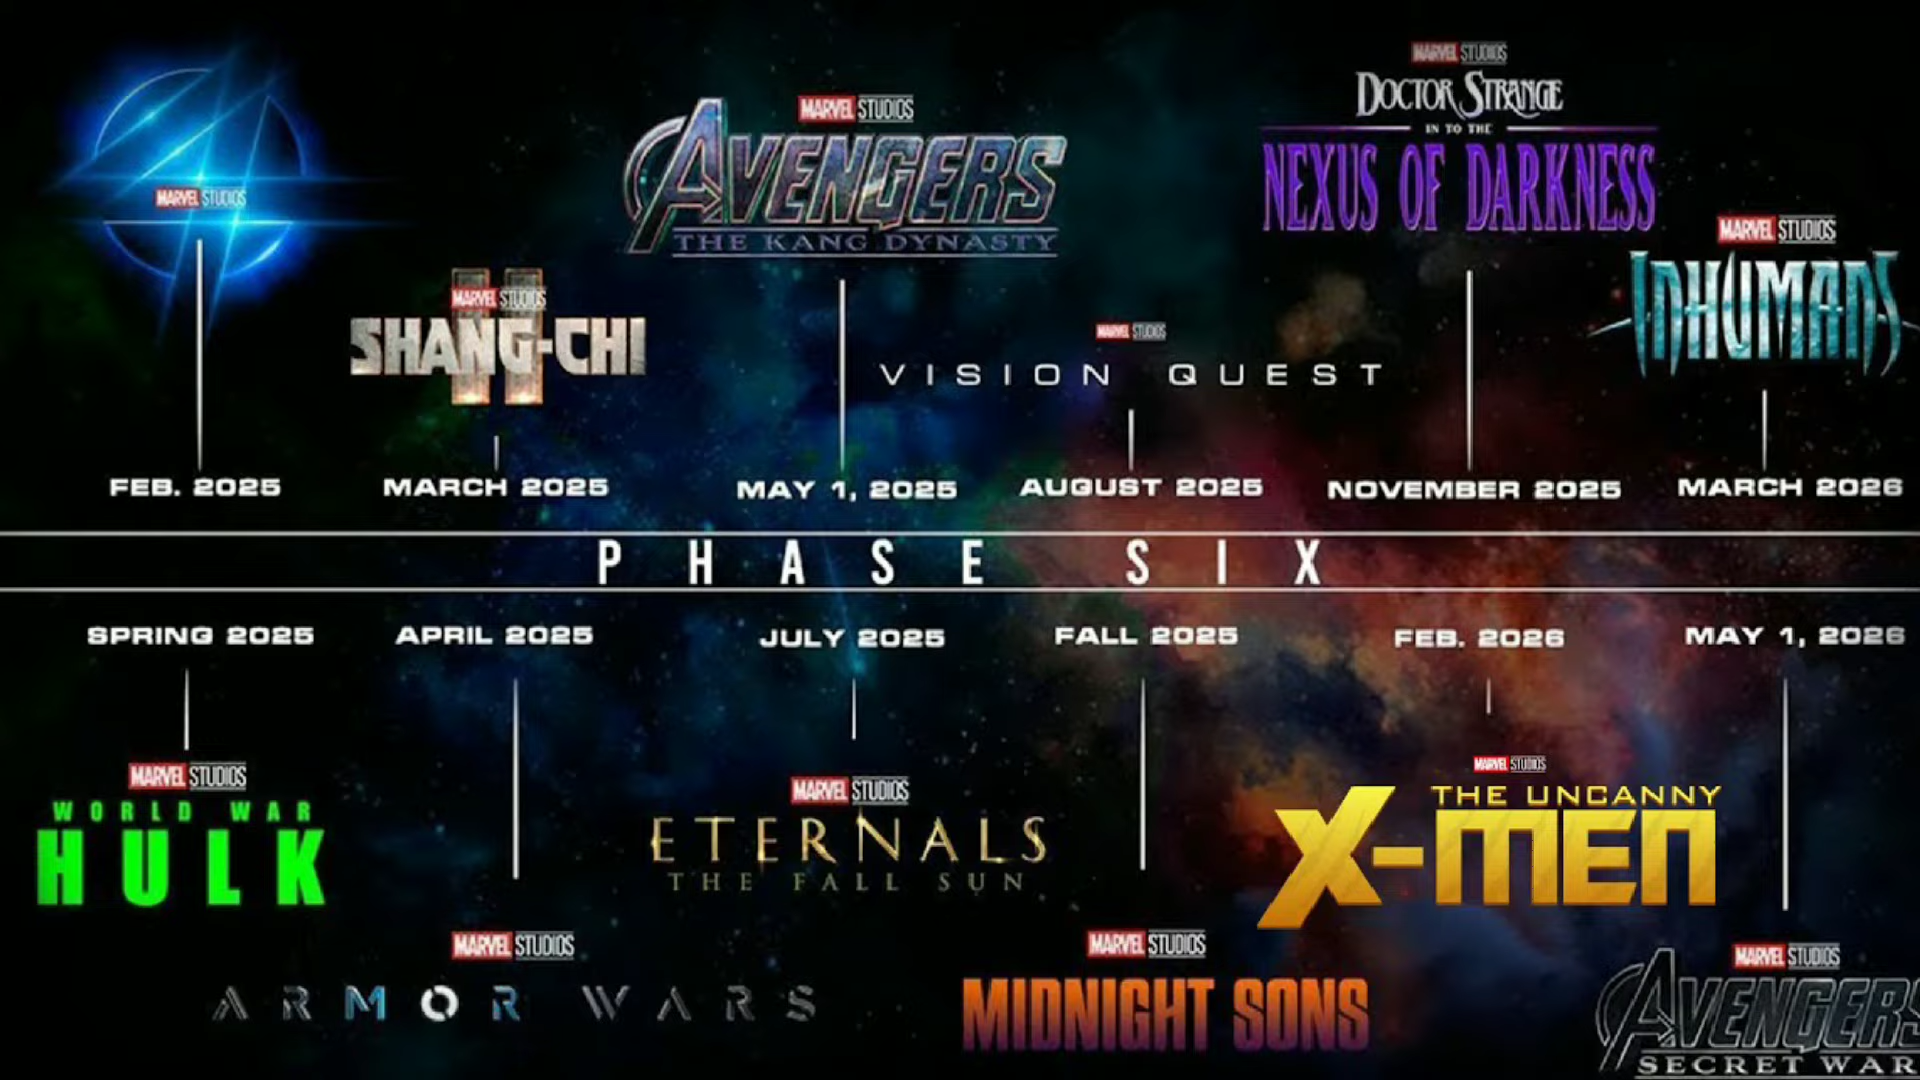 MARVEL STUDIOS
FEB. 2025
MARVEL STUDIOS
SHANG-CHI
II
MARCH 2025
MARVEL STUDIOS
AVENGERS
THE KANG DYNASTY
MAY 1, 2025
MARVEL STUDIOS
VISION QUEST
AUGUST 2025
MARVEL STUDIOS
DOCTOR STRANGE
IN TO THE
NEXUS OF DARKNESS
NOVEMBER 2025
MARVEL STUDIOS
INHUMANS
MARCH 2026
PHASE SIX
SPRING 2025
MARVEL STUDIOS
WORLD WAR
HULK
APRIL 2025
MARVEL STUDIOS
ARMOR WARS
JULY 2025
MARVEL STUDIOS
ETERNALS
THE FALL SUN
FALL 2025
MARVEL STUDIOS
MIDNIGHT SONS
FEB. 2026
MARVEL STUDIOS
THE UNCANNY
X-MEN
MAY 1, 2026
MARVEL STUDIOS
AVENGERS
SECRET WAR